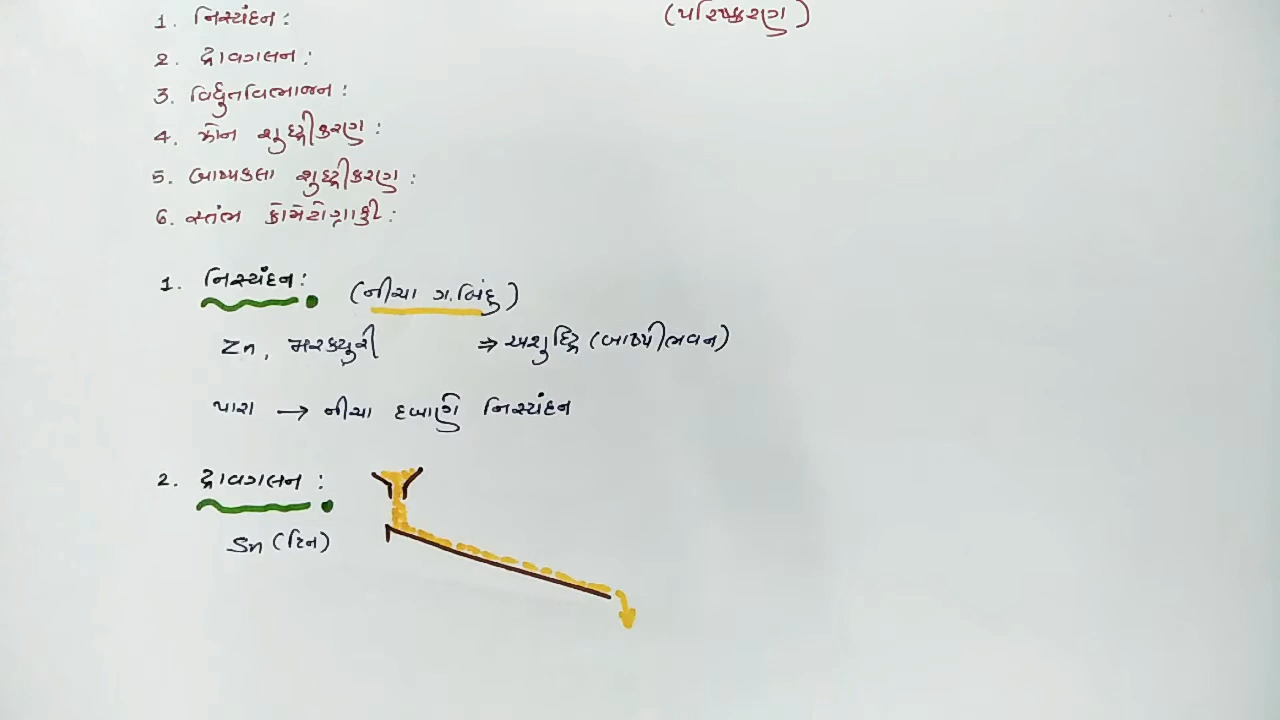 (પરિષ્કરણ)
1. નિસ્યંદન :
2. દ્રાવગલન :
3. વિદ્યુતવિભાજન :
4. ઝોન શુદ્ધીકરણ :
5. બાષ્પકલા શુદ્ધીકરણ :
6. સ્તંભ ક્રોમેટોગ્રાફી :
1. નિસ્યંદન : (નીચા ગ.બિંદુ)
Zn, મરક્યુરી ⇒ અશુદ્ધિ (બાષ્પીભવન)
પારા → નીચા દબાણે નિસ્યંદન
2. દ્રાવગલન :
Sn (ટિન)